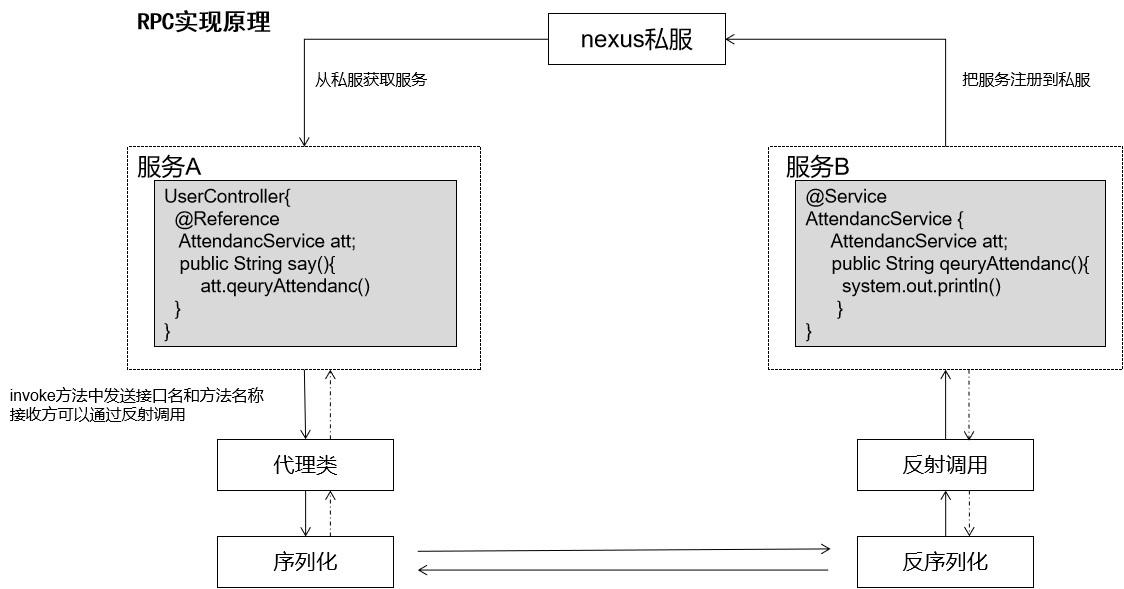 RPC实现原理
nexus私服
从私服获取服务
把服务注册到私服
服务A
UserController{
@Reference
AttendancService att;
public String say(){
att.qeuryAttendanc()
}
}
服务B
@Service
AttendancService {
AttendancService att;
public String qeuryAttendanc(){
system.out.println()
}
}
invoke方法中发送接口名和方法名称
接收方可以通过反射调用
代理类
反射调用
序列化
反序列化